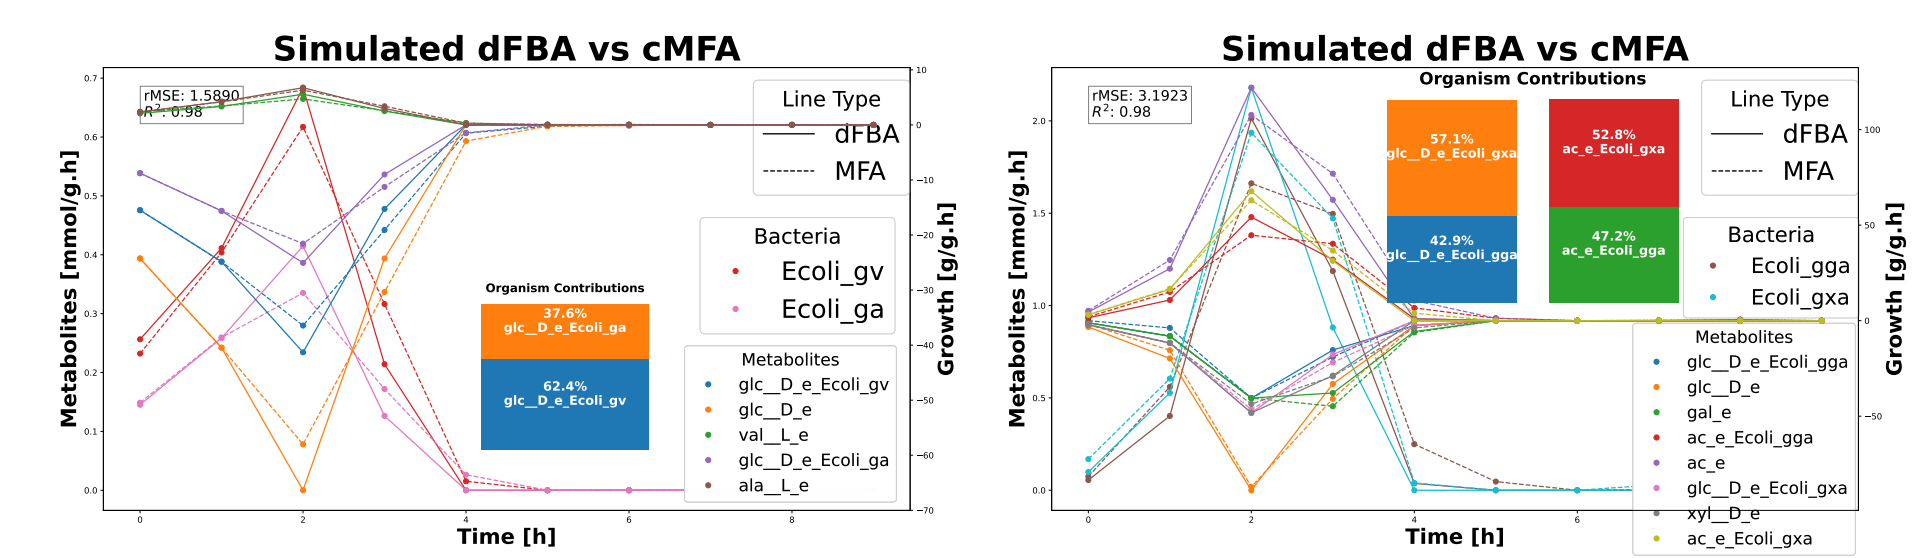 Simulated dFBA vs cMFA
rMSE: 1.5890
R²: 0.98
Line Type
dFBA
MFA
Bacteria
Ecoli_gv
Ecoli_ga
Organism Contributions
37.6%
glc__D_e_Ecoli_ga
62.4%
glc__D_e_Ecoli_gv
Metabolites
glc__D_e_Ecoli_gv
glc__D_e
val__L_e
glc__D_e_Ecoli_ga
ala__L_e
Metabolites [mmol/g.h]
0.7
0.6
0.5
0.4
0.3
0.2
0.1
0.0
10
0
−10
−20
−30
−40
−50
−60
−70
Growth [g/g.h]
0 2 4 6 8
Time [h]
Simulated dFBA vs cMFA
rMSE: 3.1923
R²: 0.98
Organism Contributions
57.1%
glc__D_e_Ecoli_gxa
42.9%
glc__D_e_Ecoli_gga
52.8%
ac_e_Ecoli_gxa
47.2%
ac_e_Ecoli_gga
Line Type
dFBA
MFA
Bacteria
Ecoli_gga
Ecoli_gxa
Metabolites
glc__D_e_Ecoli_gga
glc__D_e
gal_e
ac_e_Ecoli_gga
ac_e
glc__D_e_Ecoli_gxa
xyl__D_e
ac_e_Ecoli_gxa
Metabolites [mmol/g.h]
2.0
1.5
1.0
0.5
0.0
100
50
0
−50
Growth [g/g.h]
0 2 4 6
Time [h]